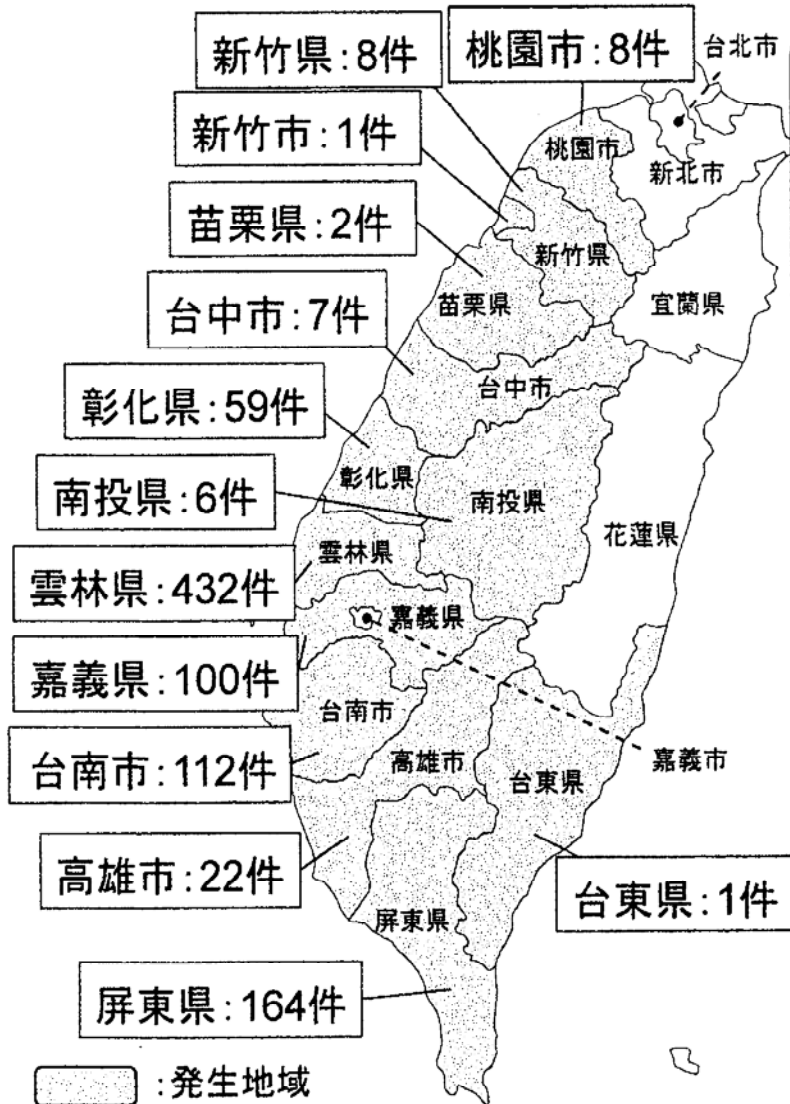 新竹県：8件
桃園市：8件
台北市
新竹市：1件
桃園市
新北市
苗栗県：2件
新竹県
苗栗県
宜蘭県
台中市：7件
台中市
彰化県：59件
彰化県
南投県：6件
南投県
花蓮県
雲林県
雲林県：432件
嘉義県
嘉義県：100件
台南市
台南市：112件
高雄市
台東県
嘉義市
高雄市：22件
台東県：1件
屏東県
屏東県：164件
：発生地域